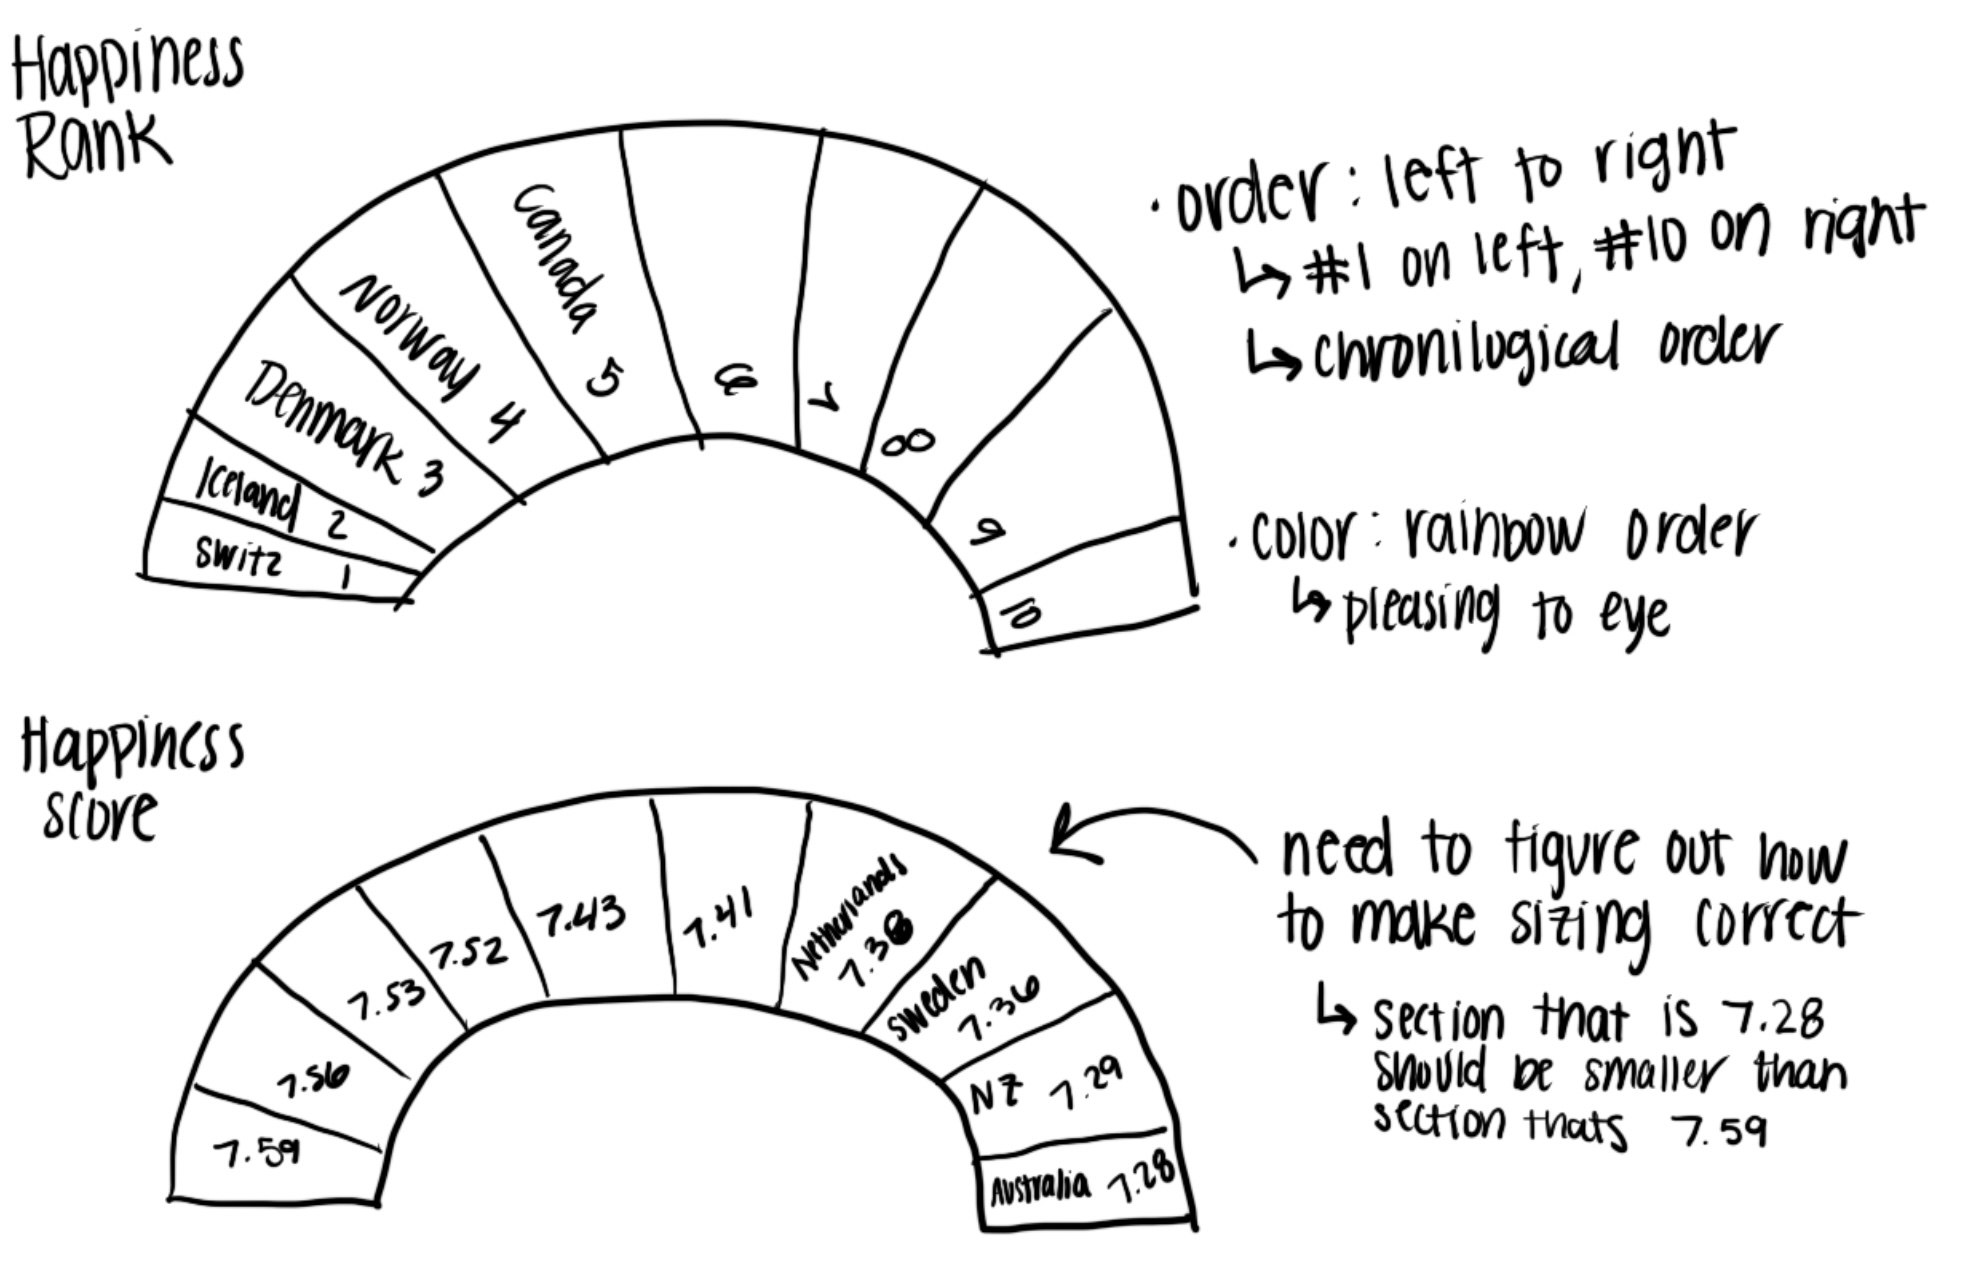 Happiness
Rank
Switz 1
Iceland 2
Denmark 3
Norway 4
Canada 5
6
7
8
9
10
· order: left to right
↳ #1 on left, #10 on right
↳ chronilogical order
· color: rainbow order
↳ pleasing to eye
Happiness
score
7.59
7.56
7.53
7.52
7.43
7.41
Netherlands
7.38
Sweden
7.36
NZ 7.29
Australia 7.28
need to figure out how
to make sizing correct
↳ section that is 7.28
should be smaller than
section thats 7.59